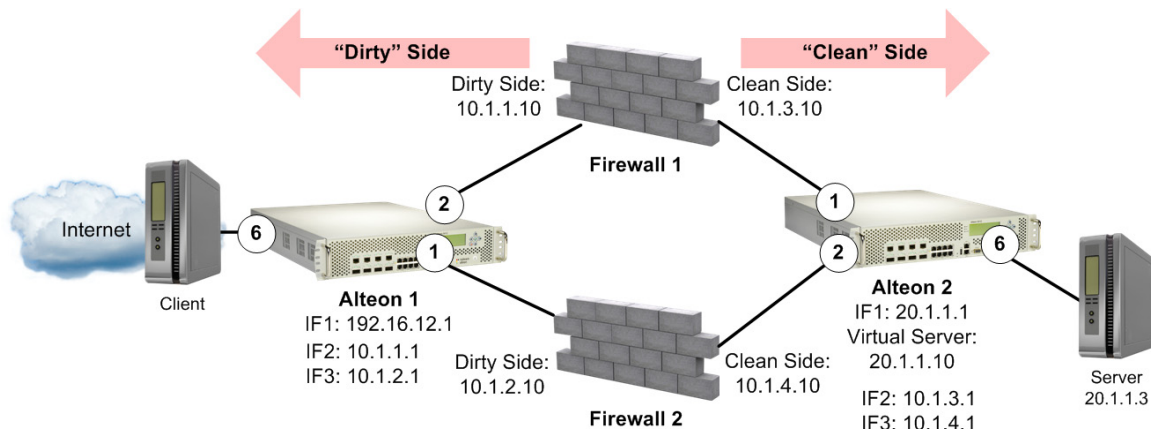 “Dirty” Side
“Clean” Side
Dirty Side:
10.1.1.10
Clean Side:
10.1.3.10
Firewall 1
2
1
Internet
6
1
2
6
Client
Alteon 1
IF1: 192.16.12.1
IF2: 10.1.1.1
IF3: 10.1.2.1
Dirty Side:
10.1.2.10
Clean Side:
10.1.4.10
Firewall 2
Alteon 2
IF1: 20.1.1.1
Virtual Server:
20.1.1.10
IF2: 10.1.3.1
IF3: 10.1.4.1
Server
20.1.1.3